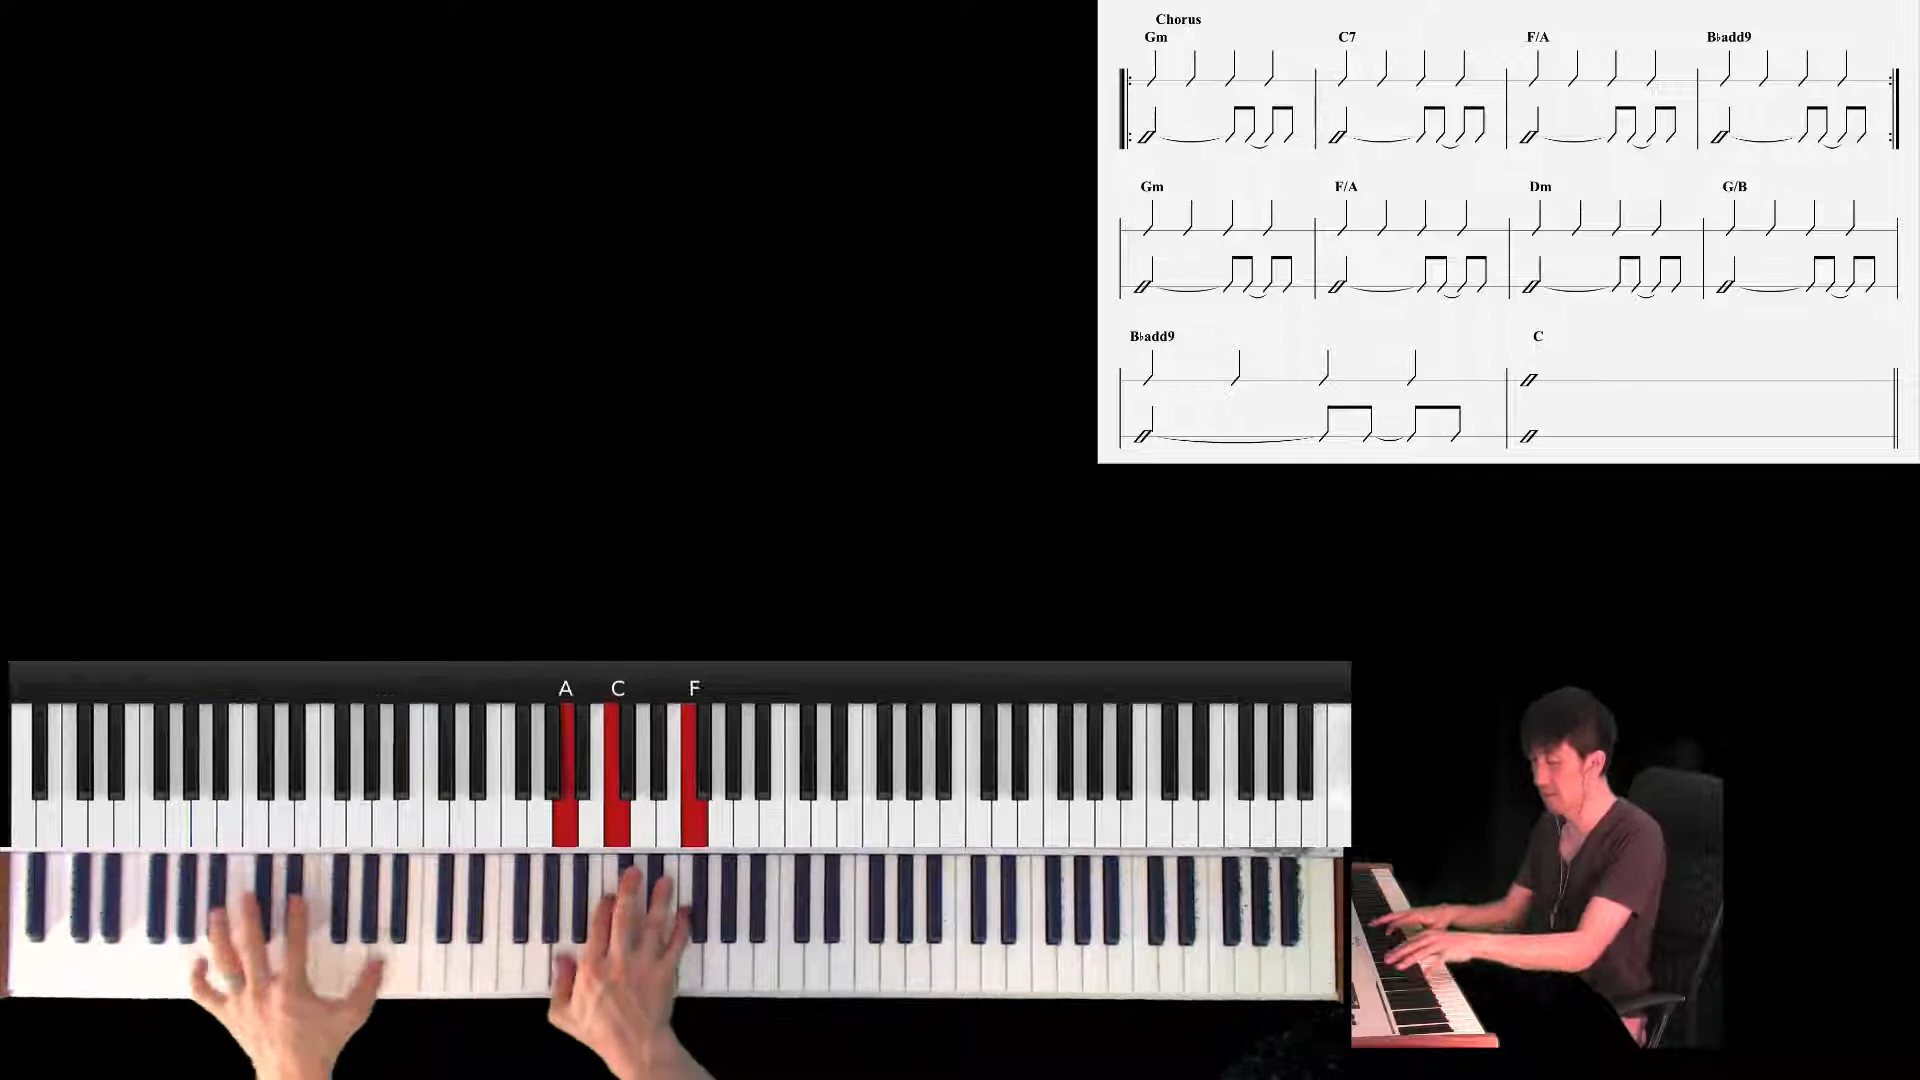 Chorus
Gm C7 F/A B♭add9
Gm F/A Dm G/B
B♭add9 C
A C F